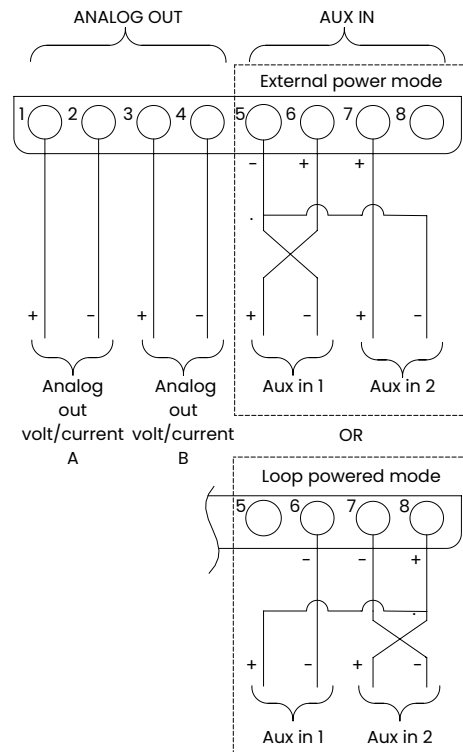 ANALOG OUT AUX IN
External power mode
1 2 3 4 5 6 7 8
- + +
+ - + - + - + -
Analog out volt/current A
Analog out volt/current B
Aux in 1 Aux in 2
OR
Loop powered mode
5 6 7 8
- - +
+ - + -
Aux in 1 Aux in 2